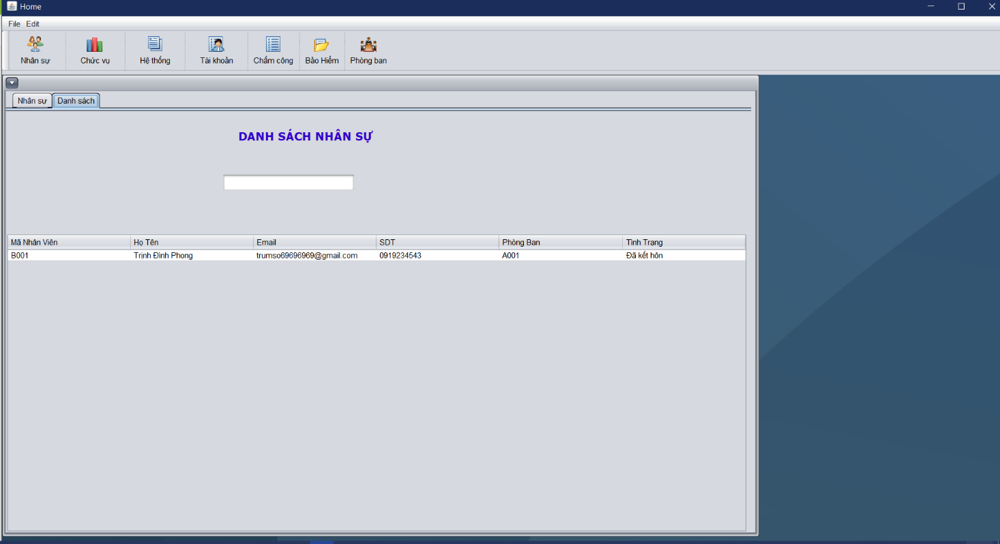 Home
File Edit
Nhân sự Chức vụ Hệ thống Tài khoản Chấm công Bảo Hiểm Phòng ban
Nhân sự Danh sách
DANH SÁCH NHÂN SỰ
Mã Nhân Viên Họ Tên Email SDT Phòng Ban Tình Trạng
B001 Trịnh Đình Phong trumso69696969@gmail.com 0919234543 A001 Đã kết hôn